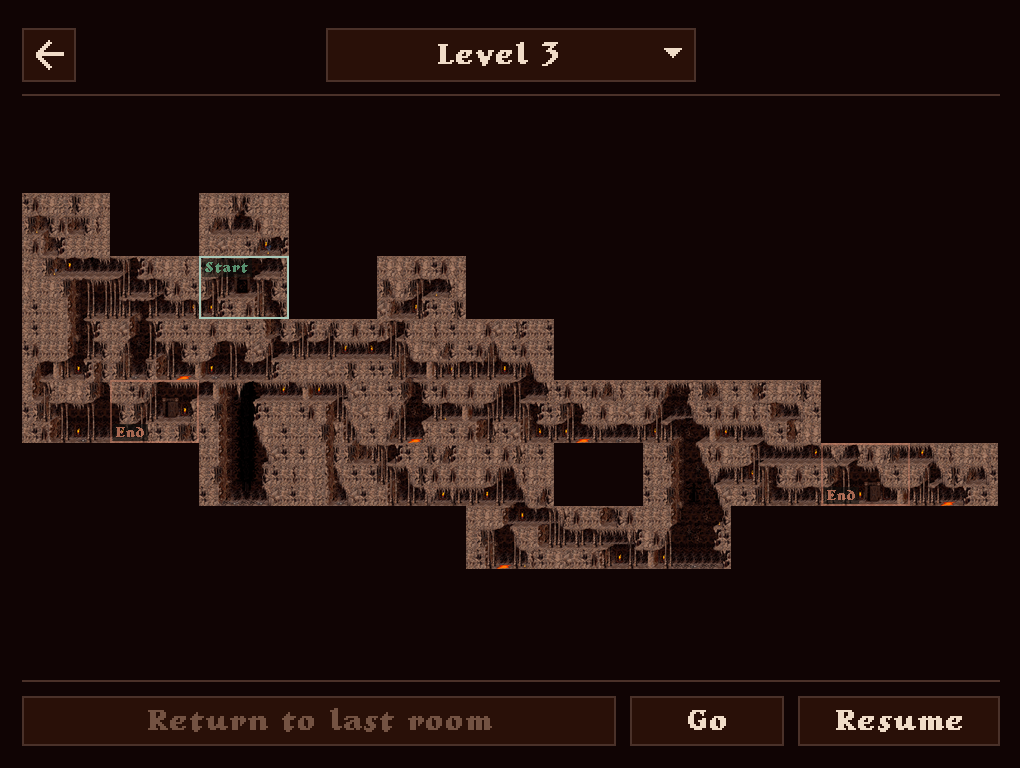 Level 3
Start
End
End
Return to last room
Go
Resume